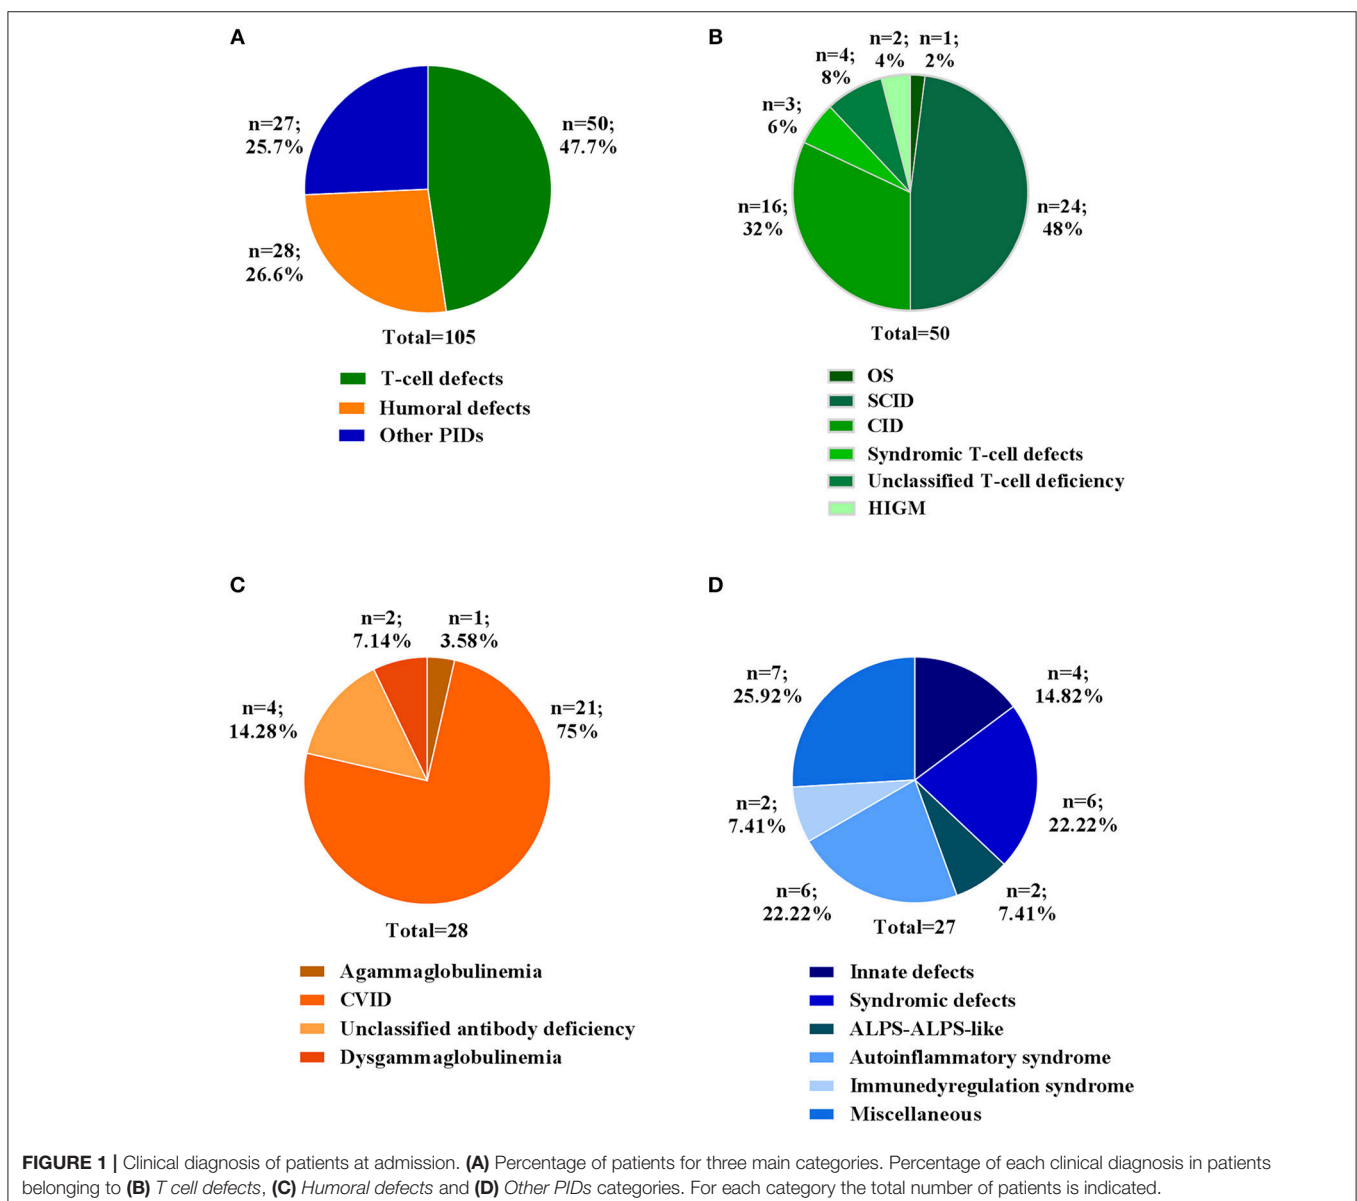 A
n=27;
25.7%
n=50;
47.7%
n=28;
26.6%
Total=105
T-cell defects
Humoral defects
Other PIDs
B
n=2;
4%
n=1;
2%
n=4;
8%
n=3;
6%
n=16;
32%
n=24;
48%
Total=50
OS
SCID
CID
Syndromic T-cell defects
Unclassified T-cell deficiency
HIGM
C
n=2;
7.14%
n=1;
3.58%
n=4;
14.28%
n=21;
75%
Total=28
Agammaglobulinemia
CVID
Unclassified antibody deficiency
Dysgammaglobulinemia
D
n=7;
25.92%
n=4;
14.82%
n=2;
7.41%
n=6;
22.22%
n=6;
22.22%
n=2;
7.41%
Total=27
Innate defects
Syndromic defects
ALPS-ALPS-like
Autoinflammatory syndrome
Immunedyregulation syndrome
Miscellaneous
FIGURE 1 | Clinical diagnosis of patients at admission. (A) Percentage of patients for three main categories. Percentage of each clinical diagnosis in patients
belonging to (B) T cell defects, (C) Humoral defects and (D) Other PIDs categories. For each category the total number of patients is indicated.